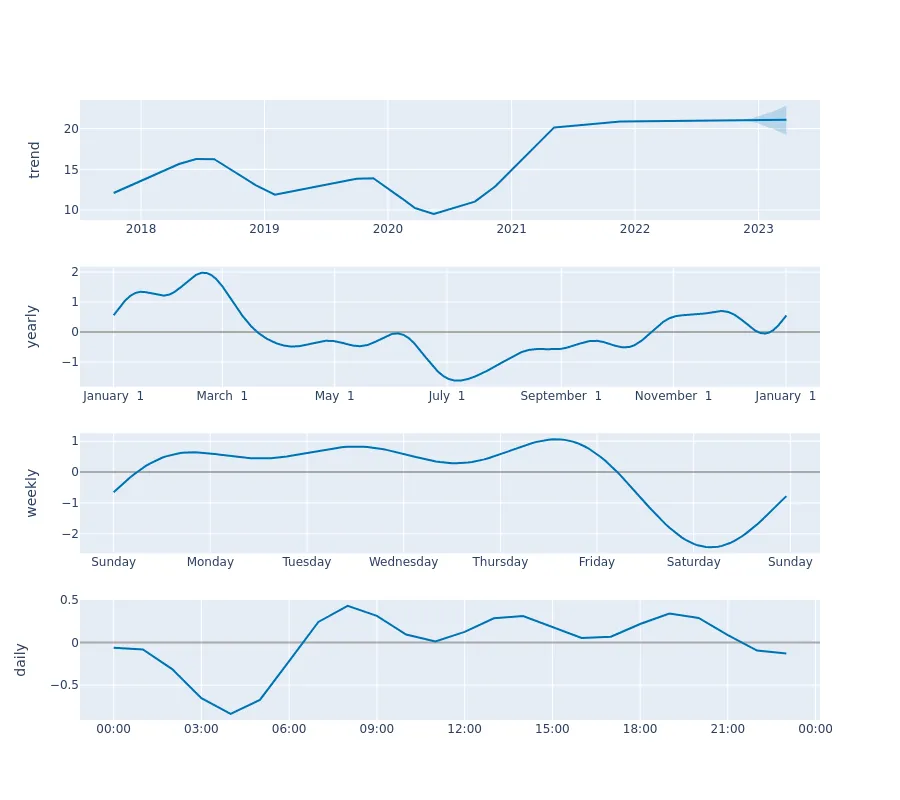 trend
20
15
10
2018 2019 2020 2021 2022 2023
yearly
2
1
0
−1
January 1 March 1 May 1 July 1 September 1 November 1 January 1
weekly
1
0
−1
−2
Sunday Monday Tuesday Wednesday Thursday Friday Saturday Sunday
daily
0.5
0
−0.5
00:00 03:00 06:00 09:00 12:00 15:00 18:00 21:00 00:00